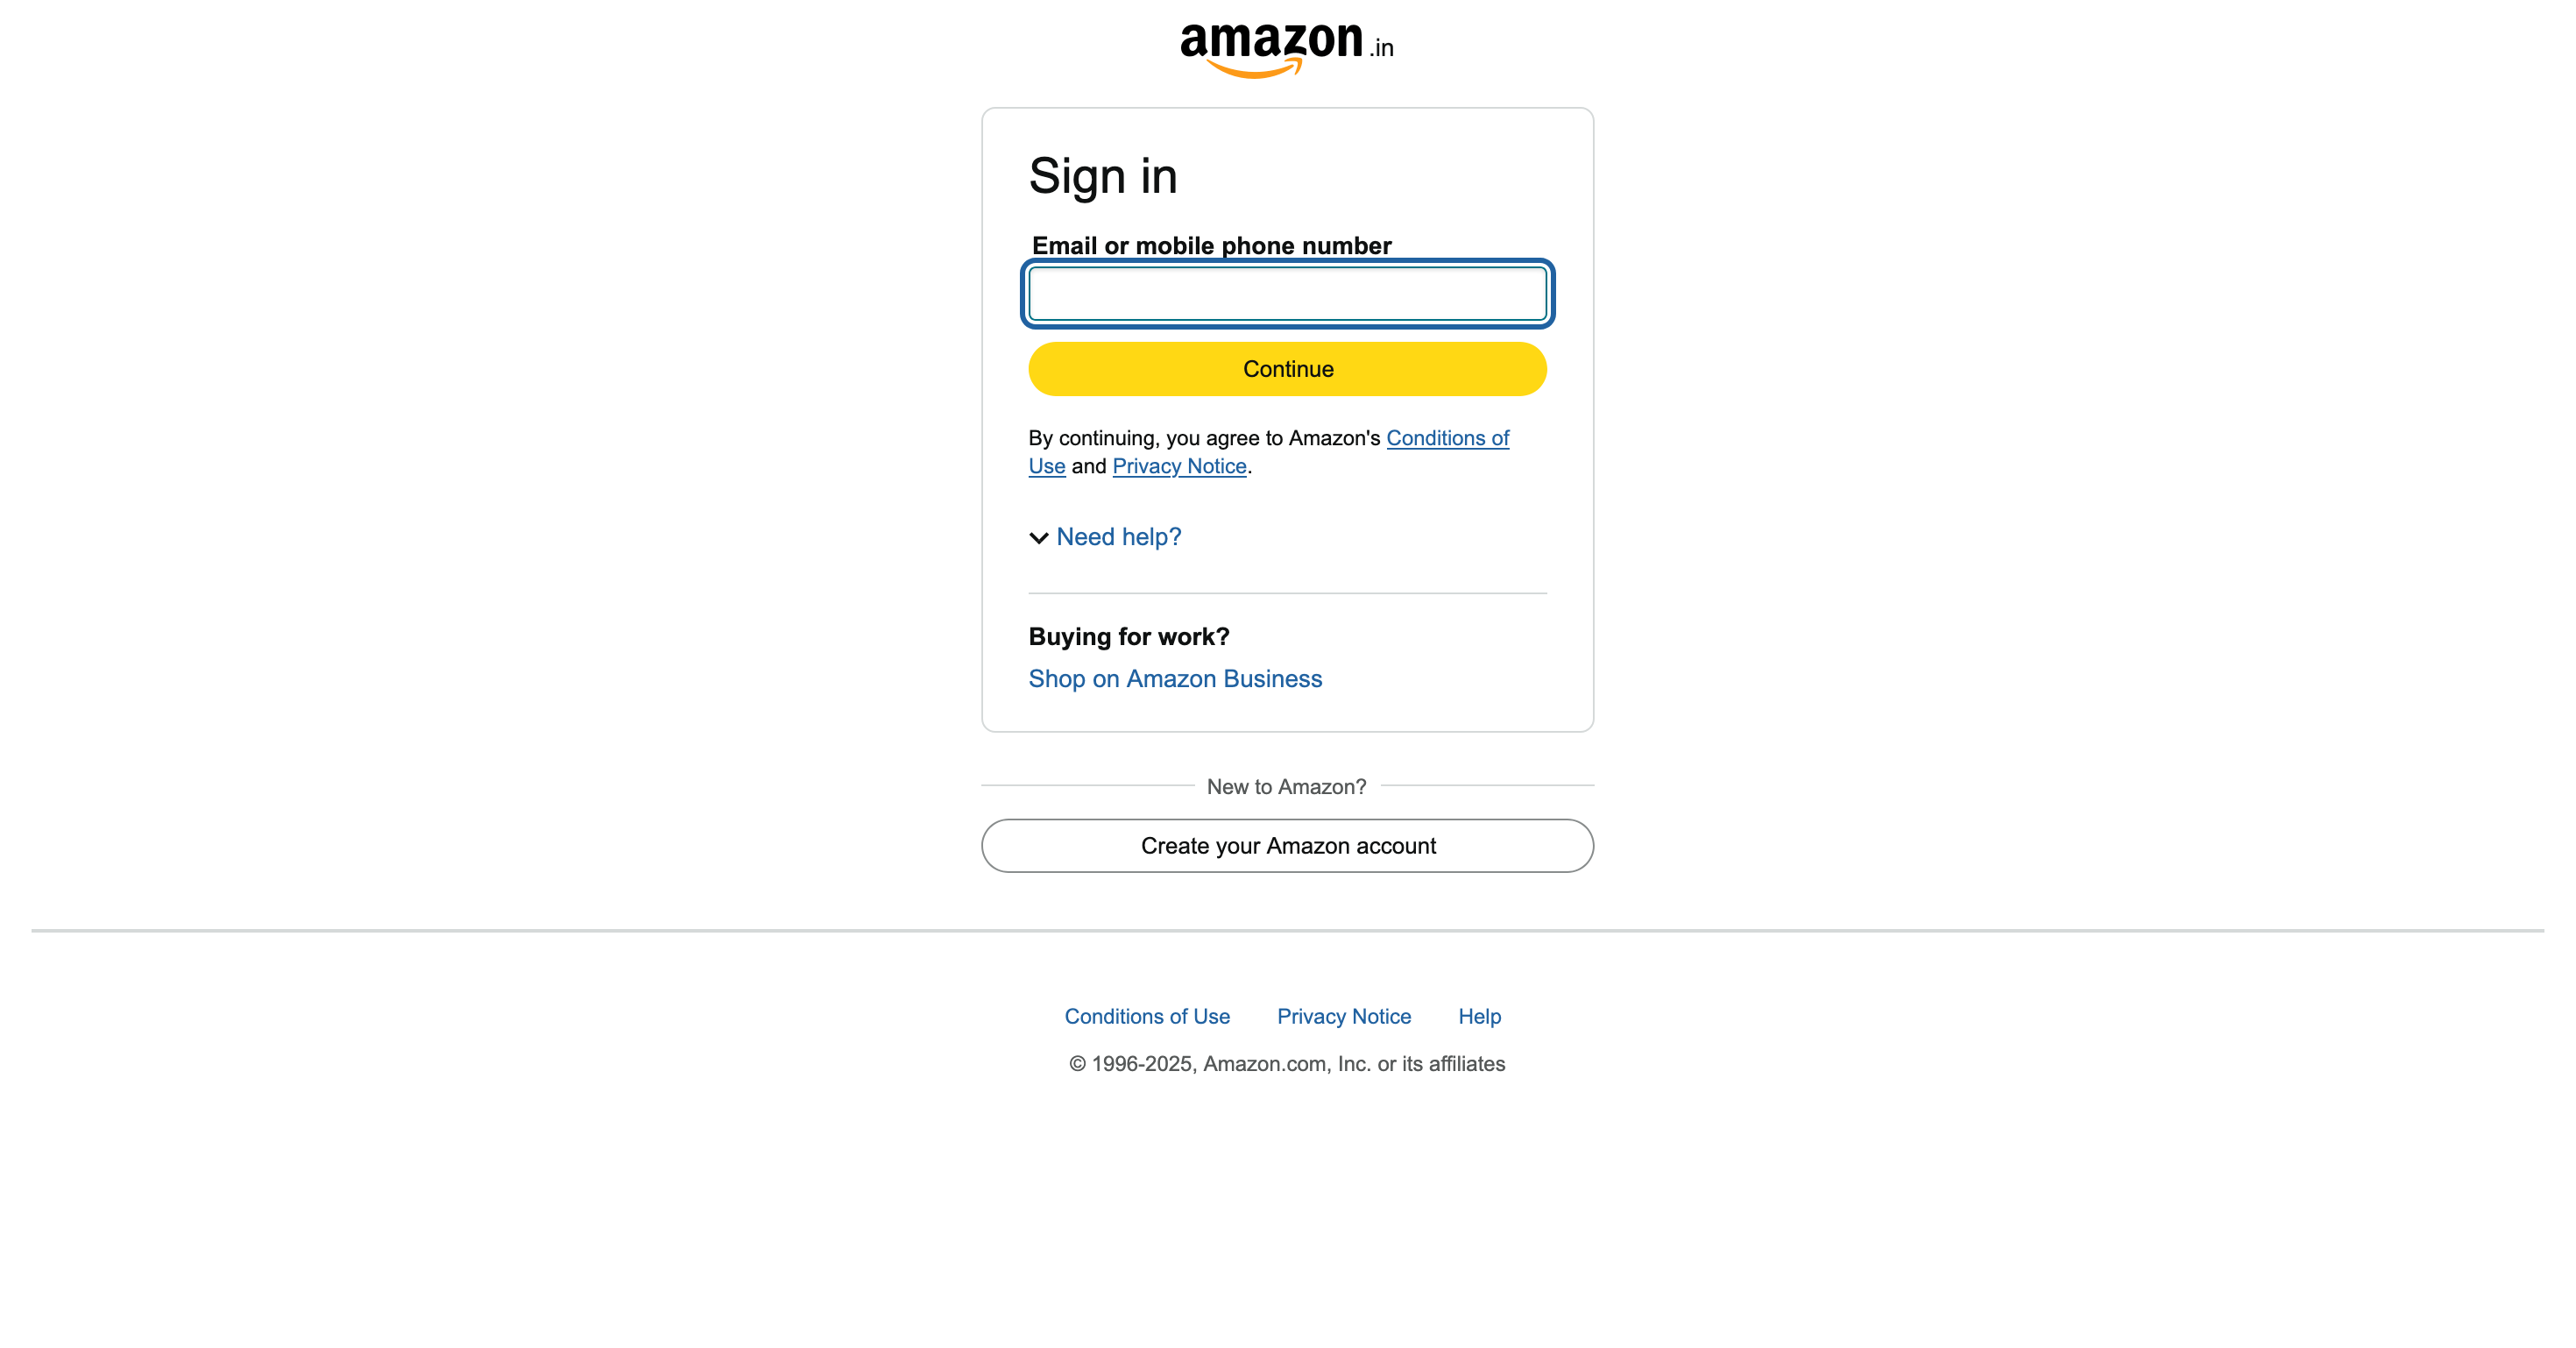 amazon.in
Sign in
Email or mobile phone number
Continue
By continuing, you agree to Amazon's Conditions of
Use and Privacy Notice.
Need help?
Buying for work?
Shop on Amazon Business
New to Amazon?
Create your Amazon account
Conditions of Use Privacy Notice Help
© 1996-2025, Amazon.com, Inc. or its affiliates